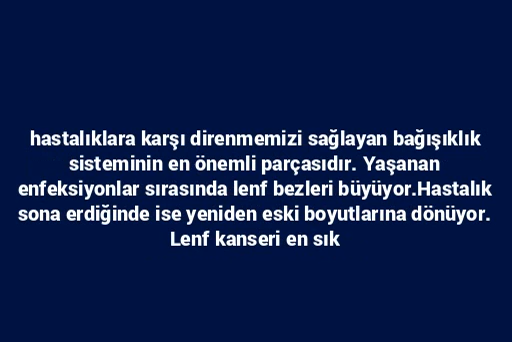 hastalıklara karşı direnmemizi sağlayan bağışıklık
sisteminin en önemli parçasıdır. Yaşanan
enfeksiyonlar sırasında lenf bezleri büyüyor.Hastalık
sona erdiğinde ise yeniden eski boyutlarına dönüyor.
Lenf kanseri en sık